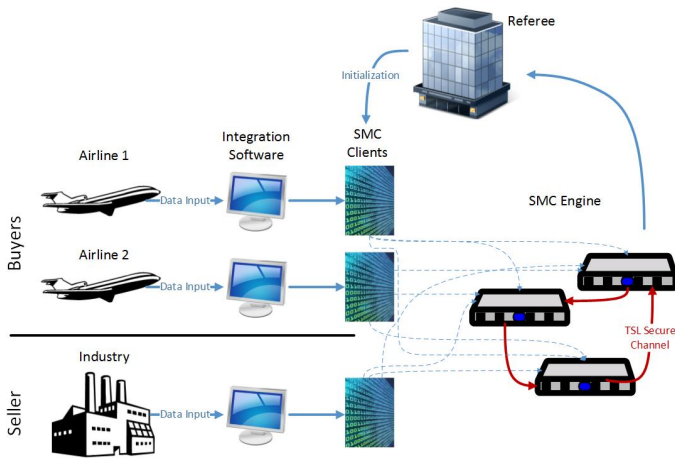 Referee
Initialization
Integration
Software
SMC
Clients
Airline 1
Data Input
SMC Engine
Buyers
Airline 2
Data Input
TSL Secure
Channel
Industry
Seller
Data Input